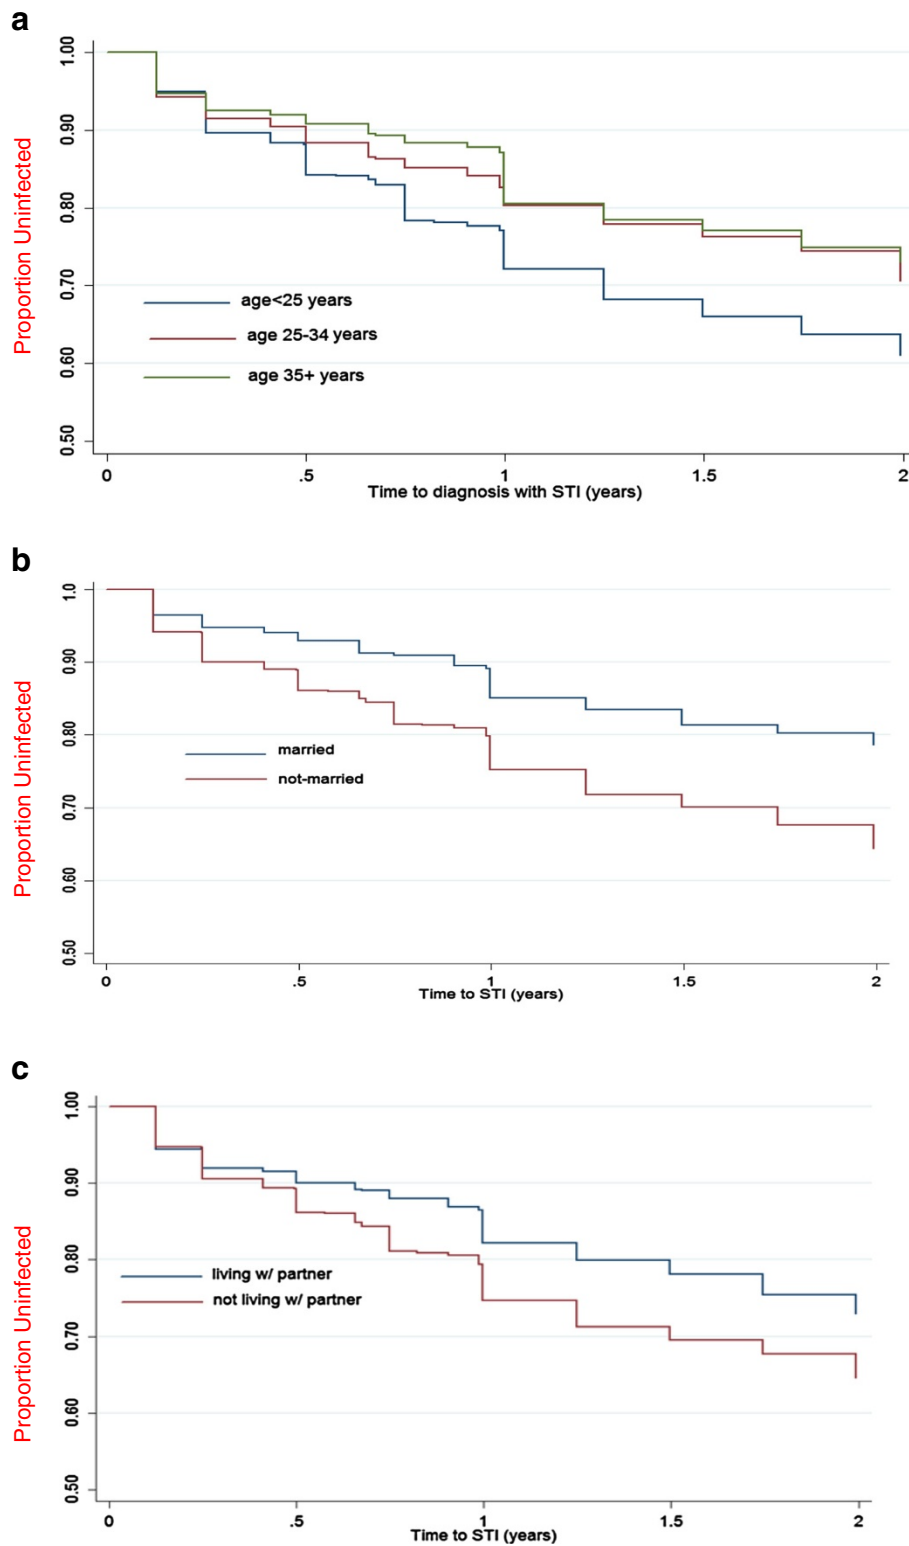 a
Proportion Uninfected
1.00
0.90
0.80
0.70
0.60
0.50
age<25 years
age 25-34 years
age 35+ years
0 .5 1 1.5 2
Time to diagnosis with STI (years)
b
Proportion Uninfected
1.0
0.90
0.80
0.70
0.60
0.50
married
not-married
0 .5 1 1.5 2
Time to STI (years)
c
Proportion Uninfected
1.00
0.90
0.80
0.70
0.60
0.50
living w/ partner
not living w/ partner
0 .5 1 1.5 2
Time to STI (years)